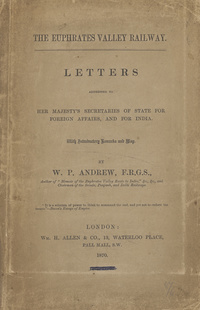 THE EUPHRATES VALLEY RAILWAY.
LETTERS
ADDRESSED TO
HER MAJESTY'S SECRETARIES OF STATE FOR
FOREIGN AFFAIRS, AND FOR INDIA.
With Introductory Remarks and Map.
BY
W. P. ANDREW, F.R.G.S.,
LONDON:
WM. H. ALLEN & CO., 13, WATERLOO PLACE,
PALL MALL, S.W.